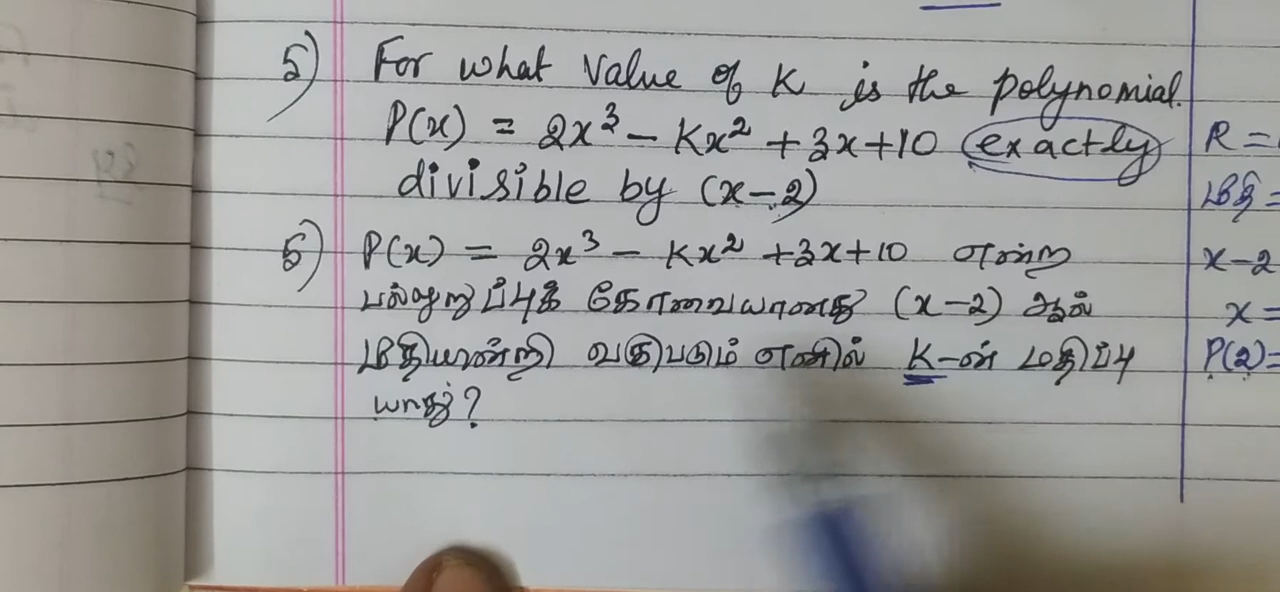 5) For what value of K is the polynomial.
P(x) = 2x³ - Kx² + 3x + 10 exactly
divisible by (x-2)
5) P(x) = 2x³ - Kx² + 3x + 10 என்ற
பல்லுறுப்புக் கோவையானது (x-2) ஆல்
மீதியின்றி வகுபடும் எனில் K-ன் மதிப்பு
யாது?
R =
மீதி =
x-2
x =
P(2)=